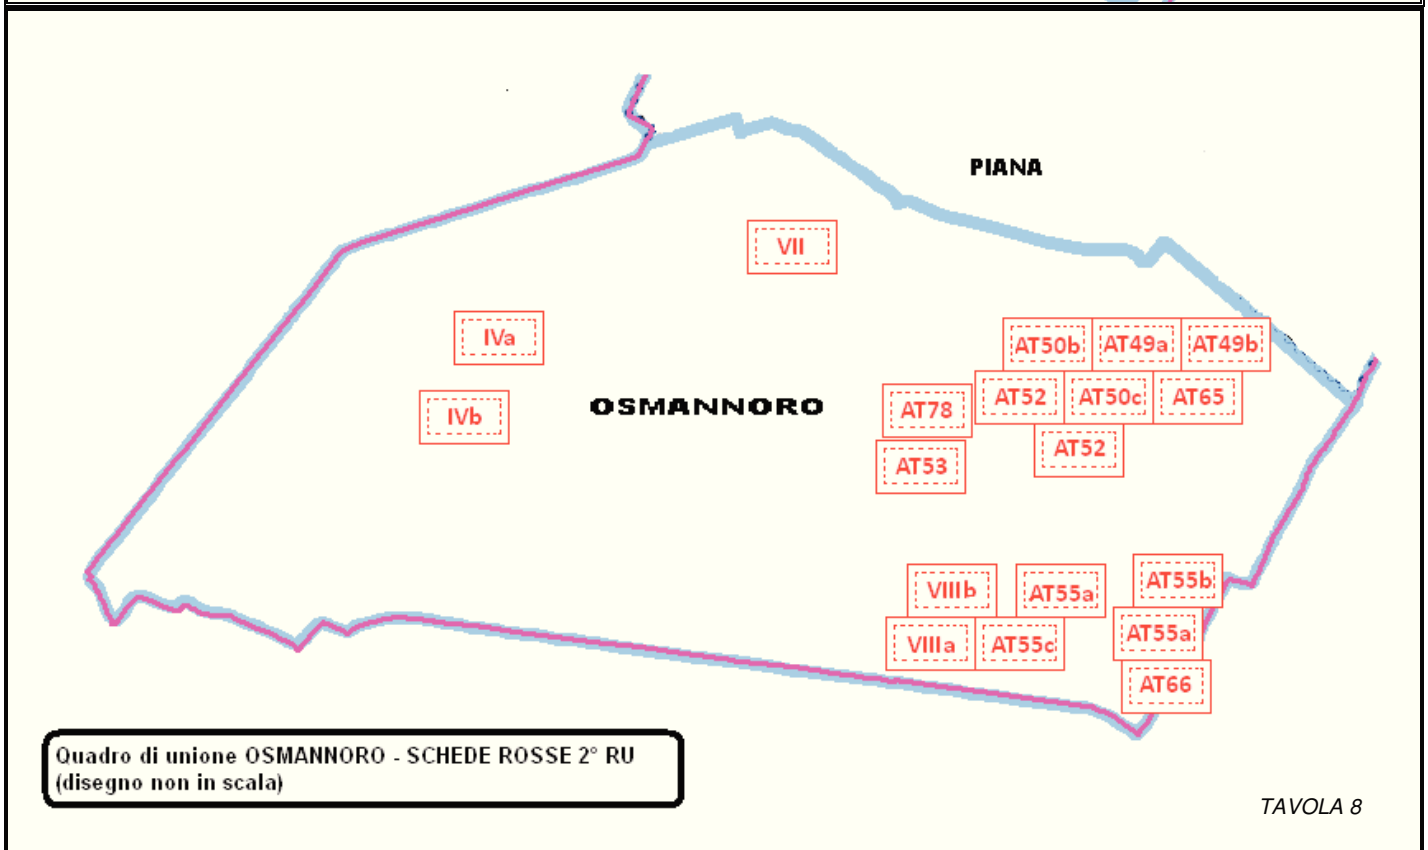 PIANA
VII
IVa
AT50b AT49a AT49b
IVb
OSMANNORO
AT78 AT52 AT50c AT65
AT53 AT52
VIIIb AT55a AT55b
VIIIa AT55c AT55a
AT66
Quadro di unione OSMANNORO - SCHEDE ROSSE 2° RU
(disegno non in scala)
TAVOLA 8